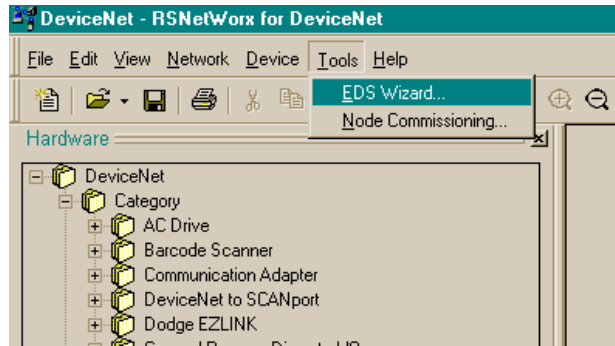 DeviceNet - RSNetWorx for DeviceNet
File Edit View Network Device Tools Help
EDS Wizard...
Node Commissioning...
Hardware
DeviceNet
Category
AC Drive
Barcode Scanner
Communication Adapter
DeviceNet to SCANport
Dodge EZLINK